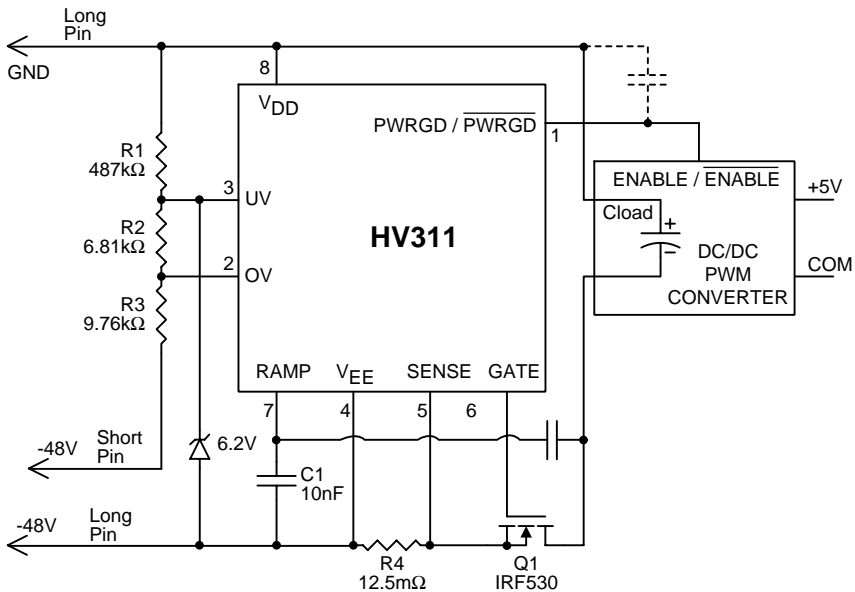 Long
Pin
GND
8
VDD
PWRGD / PWRGD
1
R1
487kΩ
ENABLE / ENABLE
+5V
3
UV
Cload
+
R2
6.81kΩ
HV311
DC/DC
PWM
CONVERTER
COM
2
OV
R3
9.76kΩ
RAMP
VEE
SENSE
GATE
7
4
5
6
-48V
Short
Pin
6.2V
C1
10nF
-48V
Long
Pin
R4
12.5mΩ
Q1
IRF530